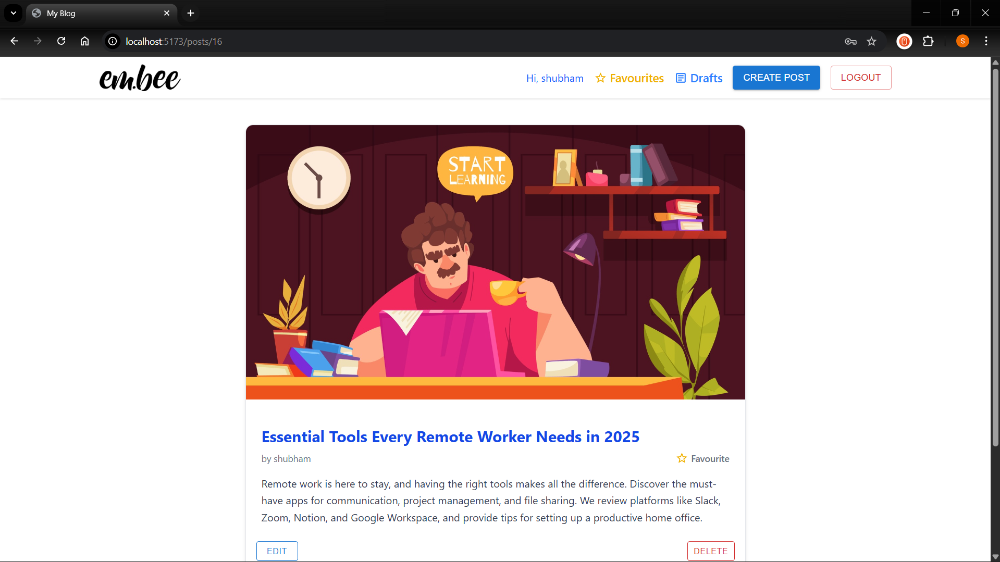 My Blog
localhost:5173/posts/16
S
em.bee
Hi, shubham
Favourites
Drafts
CREATE POST
LOGOUT
START
LEARNING
Essential Tools Every Remote Worker Needs in 2025
by shubham
Favourite
Remote work is here to stay, and having the right tools makes all the difference. Discover the must-
have apps for communication, project management, and file sharing. We review platforms like Slack,
Zoom, Notion, and Google Workspace, and provide tips for setting up a productive home office.
EDIT
DELETE